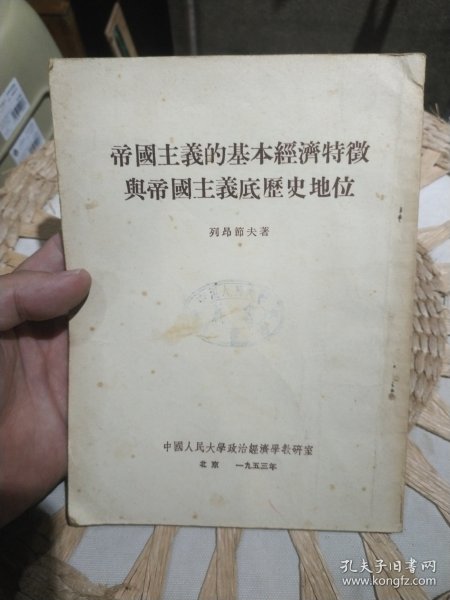 帝國主義的基本經濟特徵
與帝國主義底歷史地位
列昂節夫著
中國人民大學政治經濟學教研室
北京 一九五三年
孔夫子旧书网
www.kongfz.com